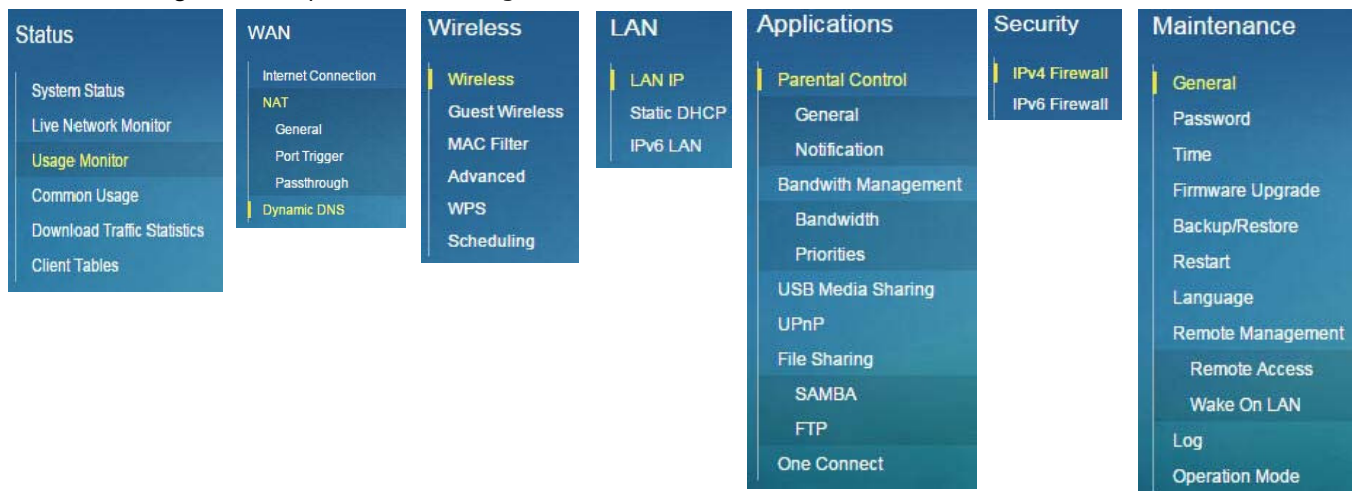 Status
System Status
Live Network Monitor
Usage Monitor
Common Usage
Download Traffic Statistics
Client Tables
WAN
Internet Connection
NAT
General
Port Trigger
Passthrough
Dynamic DNS
Wireless
Wireless
Guest Wireless
MAC Filter
Advanced
WPS
Scheduling
LAN
LAN IP
Static DHCP
IPv6 LAN
Applications
Parental Control
General
Notification
Bandwith Management
Bandwidth
Priorities
USB Media Sharing
UPnP
File Sharing
SAMBA
FTP
One Connect
Security
IPv4 Firewall
IPv6 Firewall
Maintenance
General
Password
Time
Firmware Upgrade
Backup/Restore
Restart
Language
Remote Management
Remote Access
Wake On LAN
Log
Operation Mode